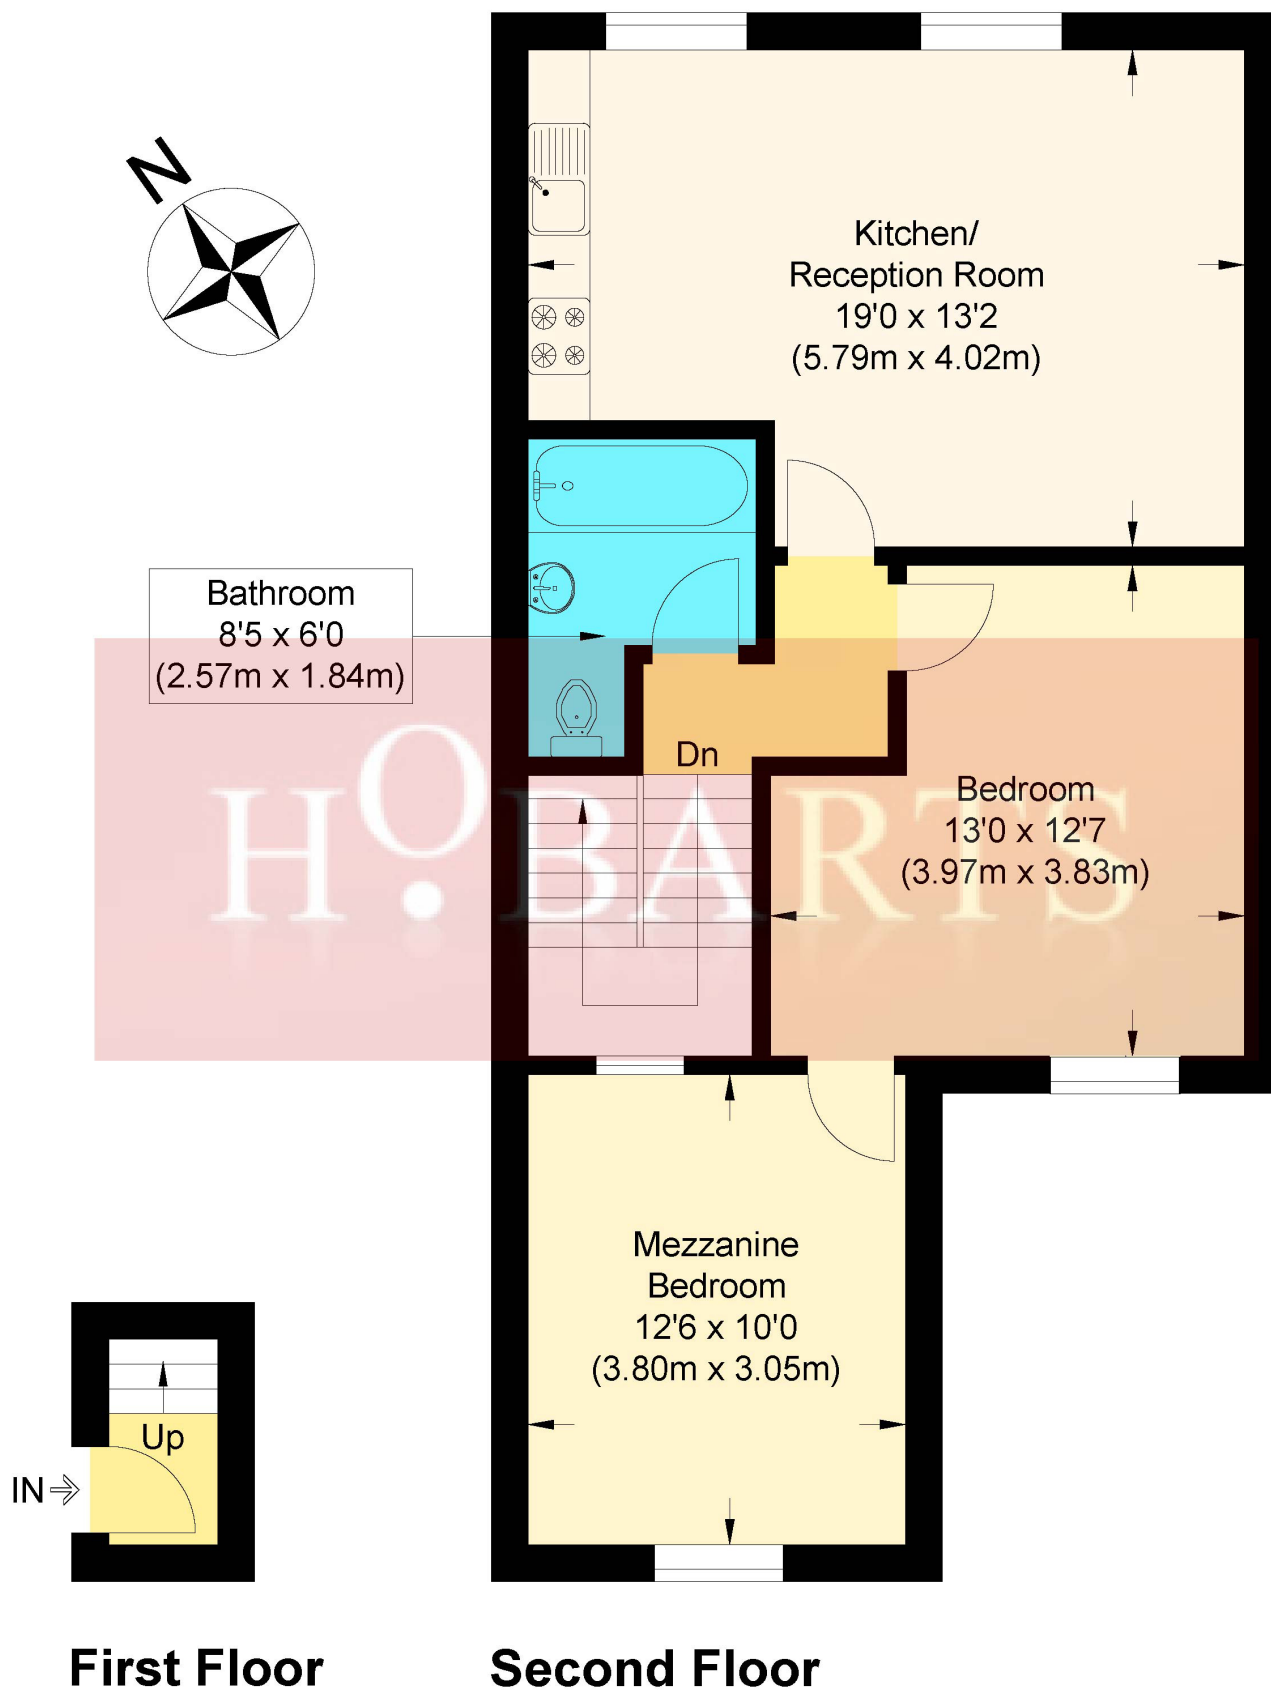 N
Kitchen/
Reception Room
19'0 x 13'2
(5.79m x 4.02m)
Bathroom
8'5 x 6'0
(2.57m x 1.84m)
Dn
HOBARTS
Bedroom
13'0 x 12'7
(3.97m x 3.83m)
Mezzanine
Bedroom
12'6 x 10'0
(3.80m x 3.05m)
Up
IN
First Floor
Second Floor